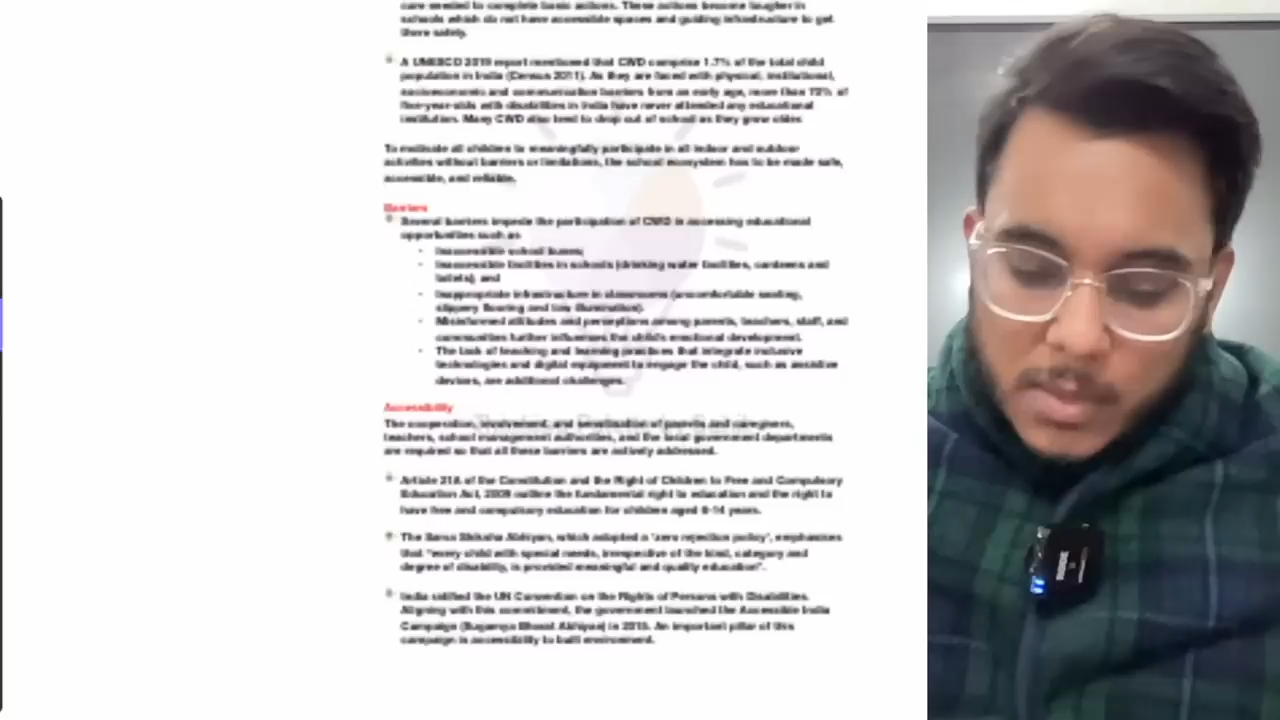 care needed to complete basic actions. These actions become tougher in
schools which do not have accessible spaces and guiding infrastructure to get
there safely.
A UNESCO 2019 report mentioned that CWD comprise 1.7% of the total child
population in India (Census 2011). As they are faced with physical, institutional,
socioeconomic and communication barriers from an early age, more than 70% of
five-year-olds with disabilities in India have never attended any educational
institution. Many CWD also tend to drop out of school as they grow older.
To motivate all children to meaningfully participate in all indoor and outdoor
activities without barriers or limitations, the school ecosystem has to be made safe,
accessible, and reliable.
Barriers
Several barriers impede the participation of CWD in accessing educational
opportunities such as
Inaccessible school buses;
Inaccessible facilities in schools (drinking water facilities, canteens and
toilets); and
Inappropriate infrastructure in classrooms (uncomfortable seating,
slippery flooring and low illumination).
Misinformed attitudes and perceptions among parents, teachers, staff, and
communities further influences the child's emotional development.
The lack of teaching and learning practices that integrate inclusive
technologies and digital equipment to engage the child, such as assistive
devices, are additional challenges.
Accessibility
The cooperation, involvement, and sensitisation of parents and caregivers,
teachers, school management authorities, and the local government departments
are required so that all these barriers are actively addressed.
Article 21A of the Constitution and the Right of Children to Free and Compulsory
Education Act, 2009 outline the fundamental right to education and the right to
have free and compulsory education for children aged 6-14 years.
The Sarva Shiksha Abhiyan, which adopted a 'zero rejection policy', emphasises
that "every child with special needs, irrespective of the kind, category and
degree of disability, is provided meaningful and quality education".
India ratified the UN Convention on the Rights of Persons with Disabilities.
Aligning with this commitment, the government launched the Accessible India
Campaign (Sugamya Bharat Abhiyan) in 2015. An important pillar of this
campaign is accessibility to built environment.